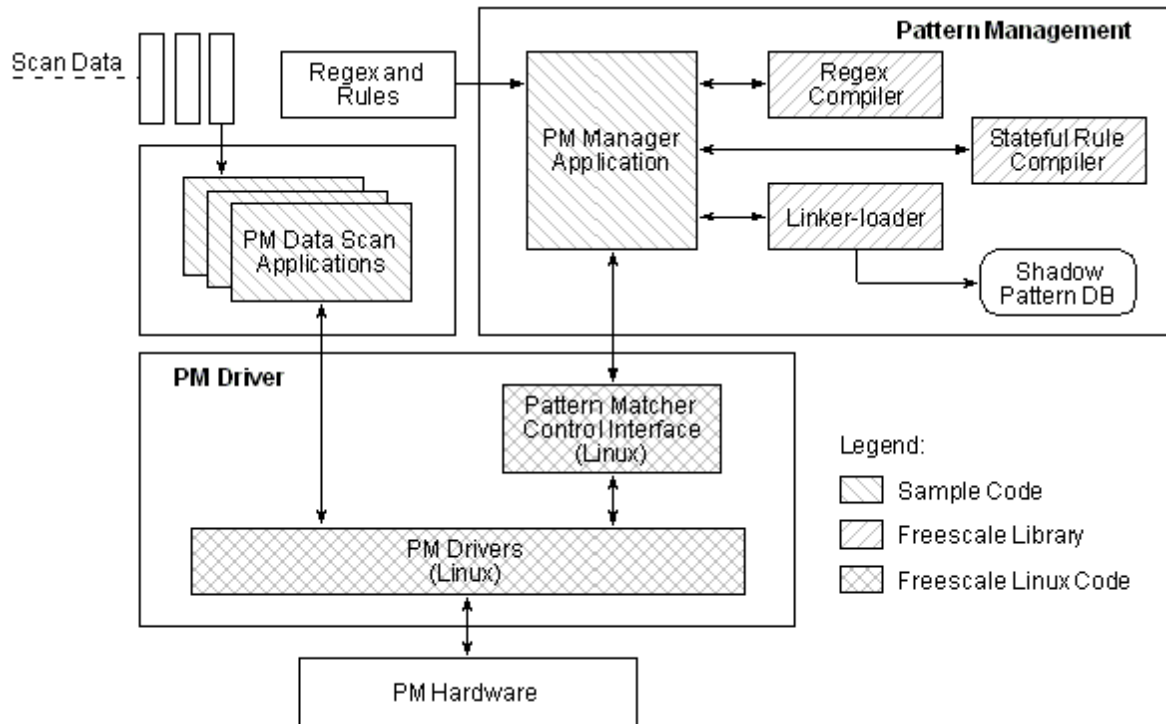 Scan Data
Regex and
Rules
Pattern Management
PM Manager
Application
Regex
Compiler
Stateful Rule
Compiler
Linker-loader
Shadow
Pattern DB
PM Data Scan
Applications
PM Driver
Pattern Matcher
Control Interface
(Linux)
PM Drivers
(Linux)
PM Hardware
Legend:
Sample Code
Freescale Library
Freescale Linux Code